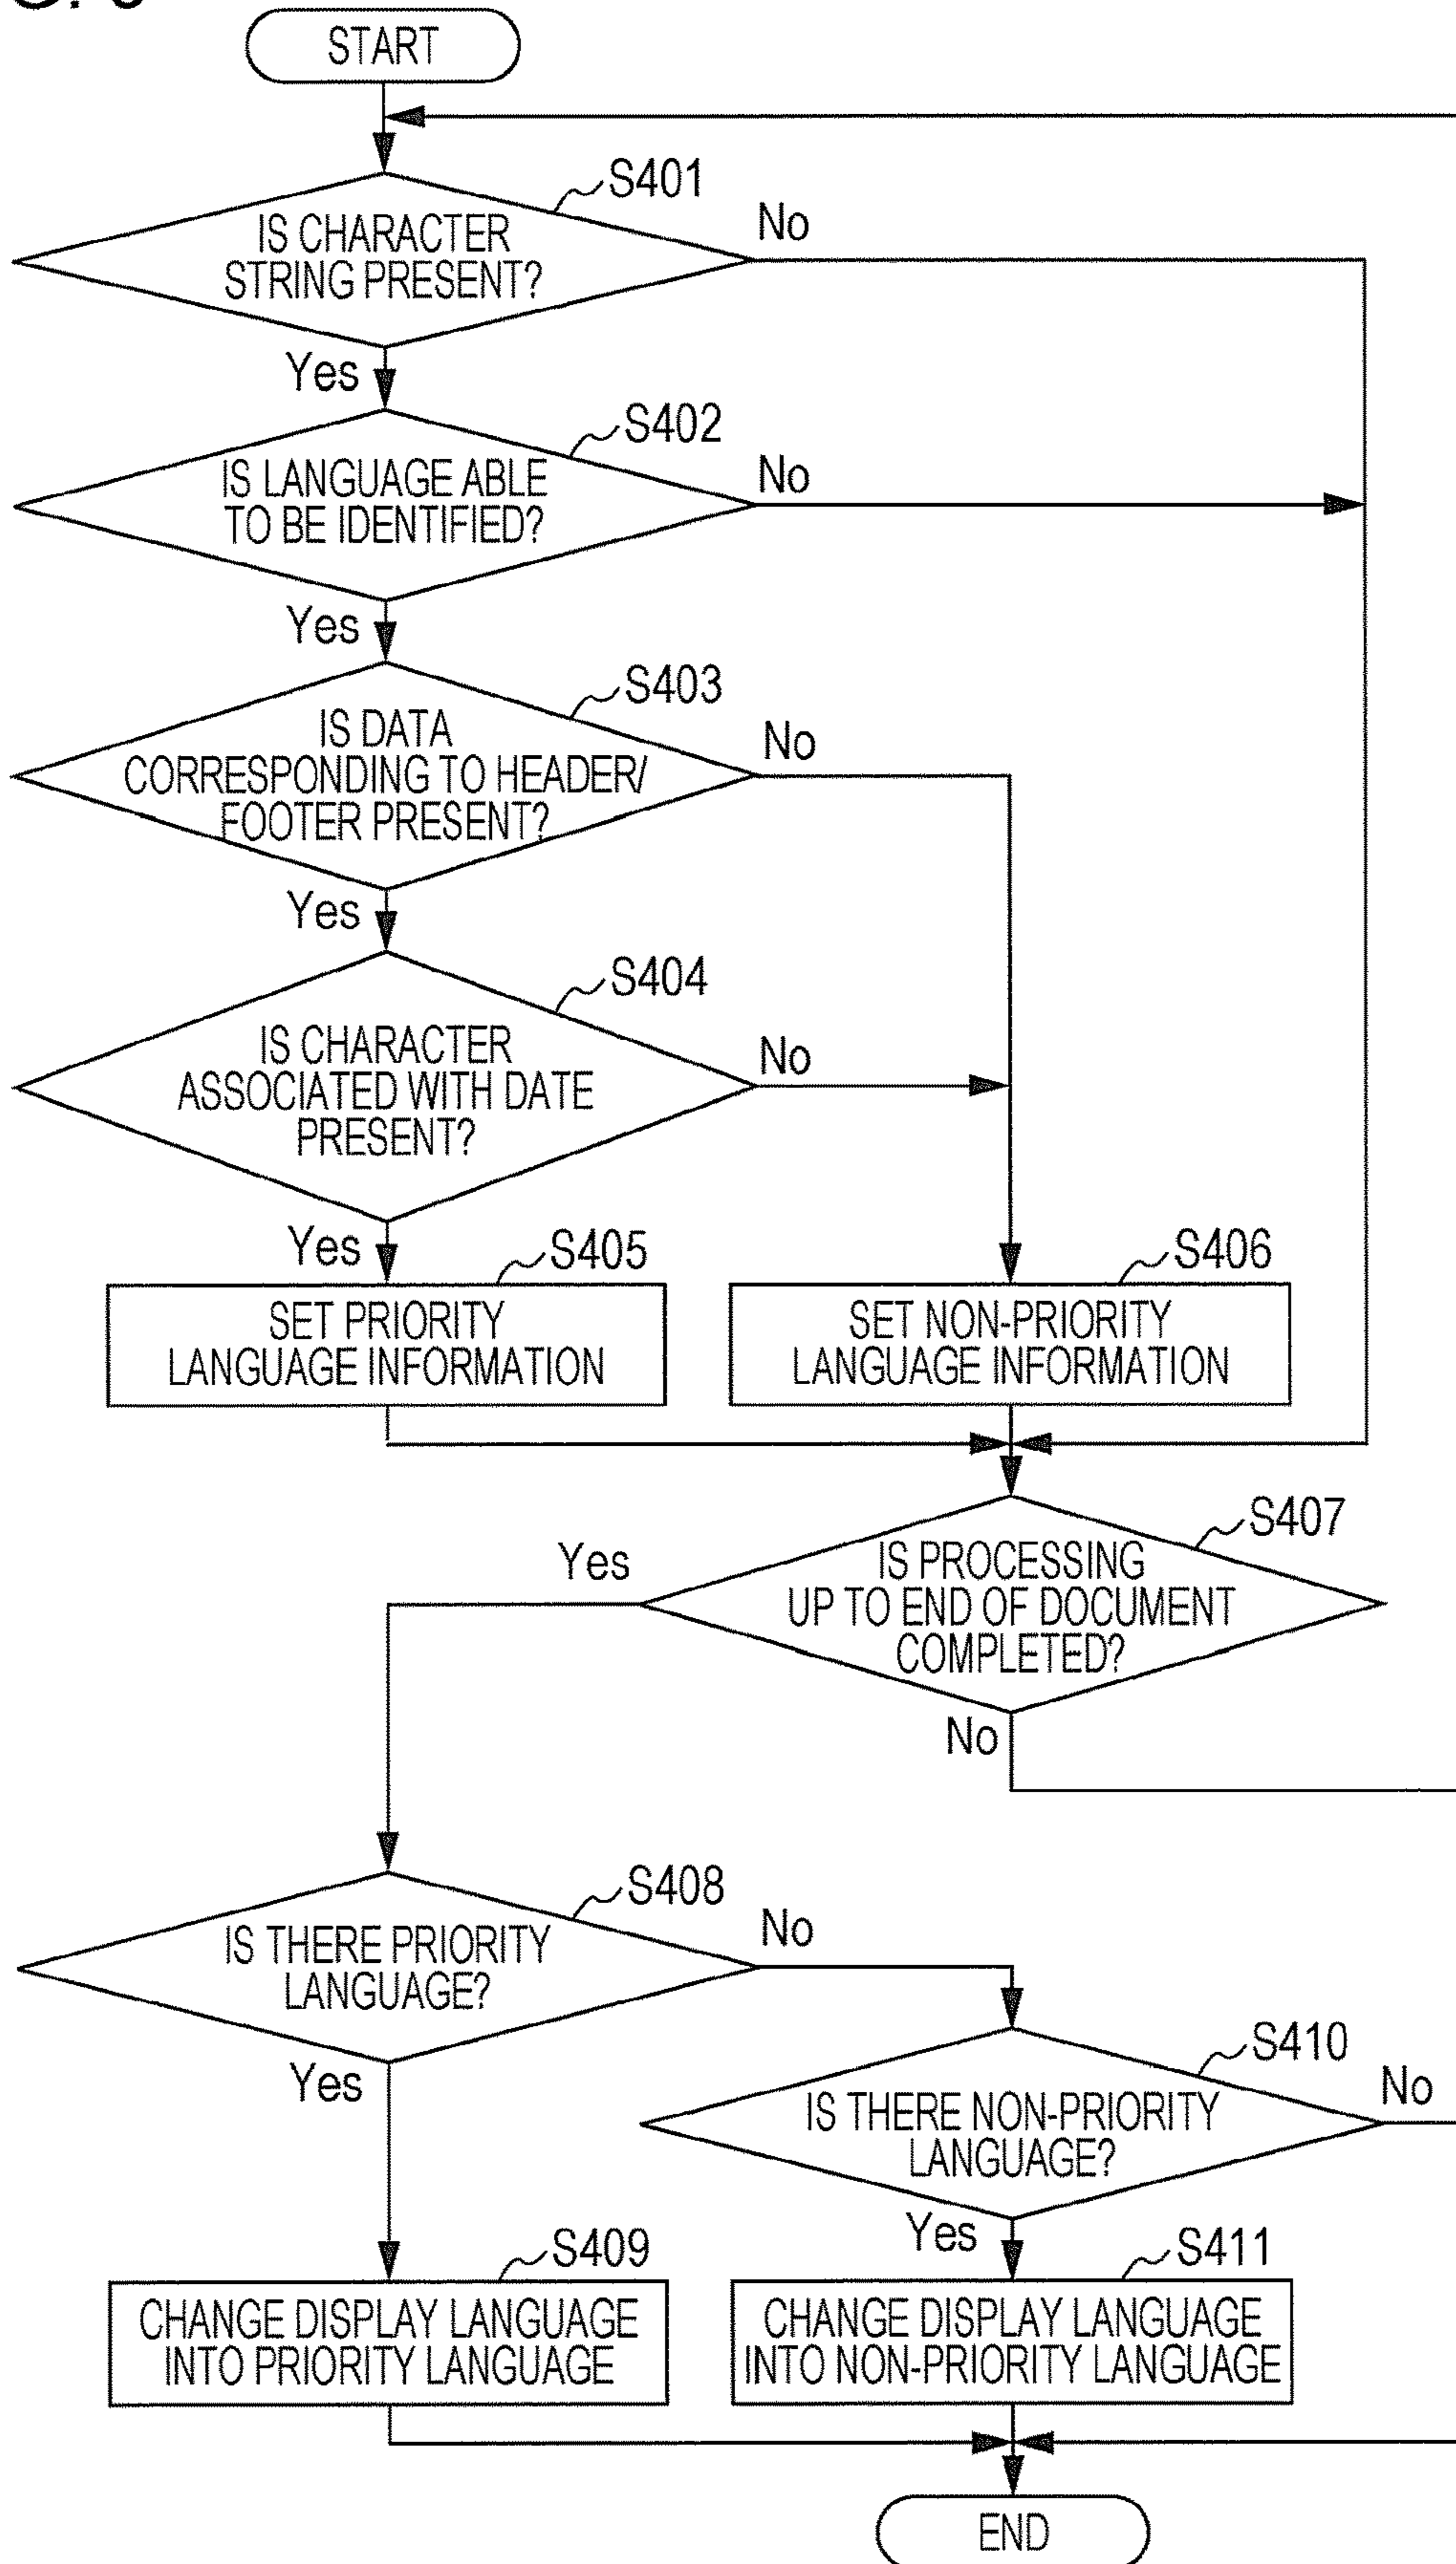 START
S401
IS CHARACTER
STRING PRESENT?
No
Yes
S402
IS LANGUAGE ABLE
TO BE IDENTIFIED?
No
Yes
S403
IS DATA
CORRESPONDING TO HEADER/
FOOTER PRESENT?
No
Yes
S404
IS CHARACTER
ASSOCIATED WITH DATE
PRESENT?
No
Yes
S405
SET PRIORITY
LANGUAGE INFORMATION
S406
SET NON-PRIORITY
LANGUAGE INFORMATION
S407
IS PROCESSING
UP TO END OF DOCUMENT
COMPLETED?
Yes
No
S408
IS THERE PRIORITY
LANGUAGE?
No
Yes
S410
IS THERE NON-PRIORITY
LANGUAGE?
No
Yes
S409
CHANGE DISPLAY LANGUAGE
INTO PRIORITY LANGUAGE
S411
CHANGE DISPLAY LANGUAGE
INTO NON-PRIORITY LANGUAGE
END